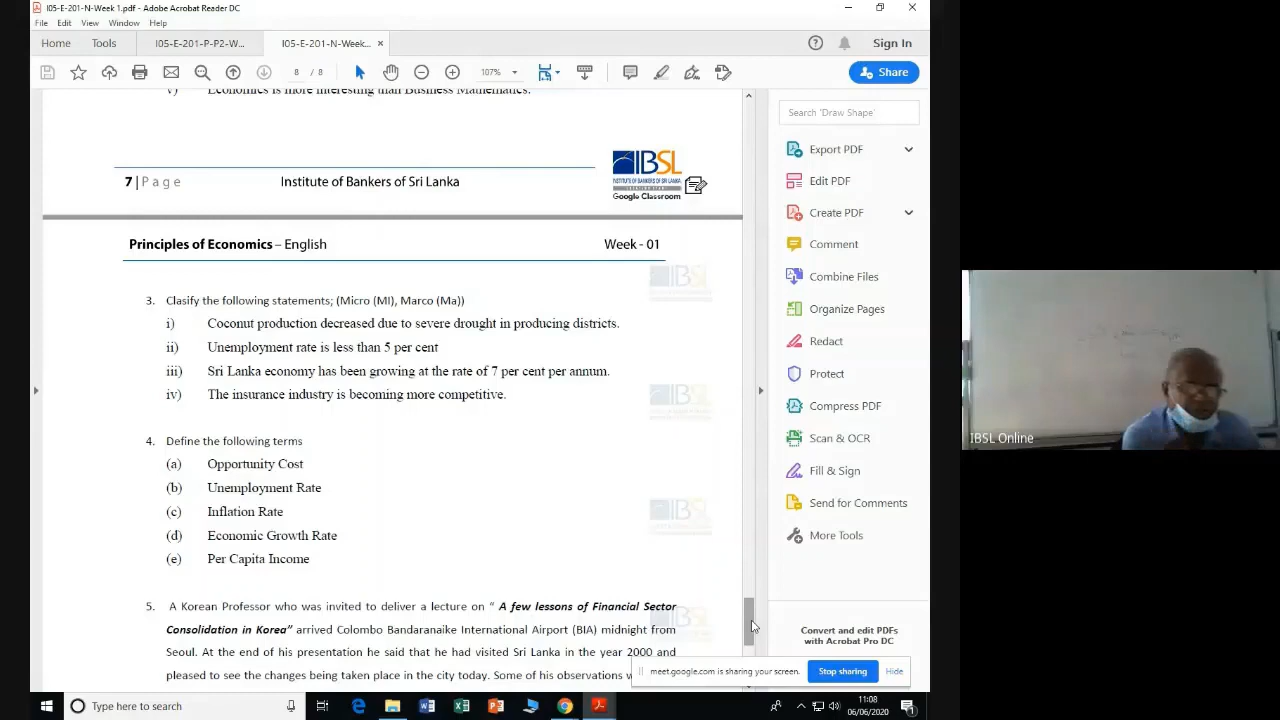 I05-E-201-N-Week 1.pdf - Adobe Acrobat Reader DC
File Edit View Window Help
Home Tools I05-E-201-P-P2-W... I05-E-201-N-Week... × Sign In
8 / 8 107% Share
v) Economics is more interesting than Business Mathematics.
7 | Page Institute of Bankers of Sri Lanka
IBSL
INSTITUTE OF BANKERS OF SRI LANKA
Google Classroom
Principles of Economics – English Week - 01
3. Clasify the following statements; (Micro (MI), Marco (Ma))
i) Coconut production decreased due to severe drought in producing districts.
ii) Unemployment rate is less than 5 per cent
iii) Sri Lanka economy has been growing at the rate of 7 per cent per annum.
iv) The insurance industry is becoming more competitive.
4. Define the following terms
(a) Opportunity Cost
(b) Unemployment Rate
(c) Inflation Rate
(d) Economic Growth Rate
(e) Per Capita Income
5. A Korean Professor who was invited to deliver a lecture on “ A few lessons of Financial Sector
Consolidation in Korea” arrived Colombo Bandaranaike International Airport (BIA) midnight from
Seoul. At the end of his presentation he said that he had visited Sri Lanka in the year 2000 and
pleased to see the changes being taken place in the city today. Some of his observations
Search 'Draw Shape'
Export PDF
Edit PDF
Create PDF
Comment
Combine Files
Organize Pages
Redact
Protect
Compress PDF
Scan & OCR
Fill & Sign
Send for Comments
More Tools
Convert and edit PDFs
with Acrobat Pro DC
meet.google.com is sharing your screen. Stop sharing Hide
IBSL Online
Type here to search
11:08
06/06/2020